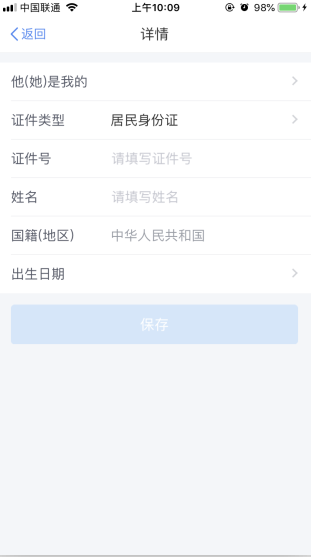 中国联通 上午10:09 98%
返回 详情
他(她)是我的
证件类型 居民身份证
证件号 请填写证件号
姓名 请填写姓名
国籍(地区) 中华人民共和国
出生日期
保存